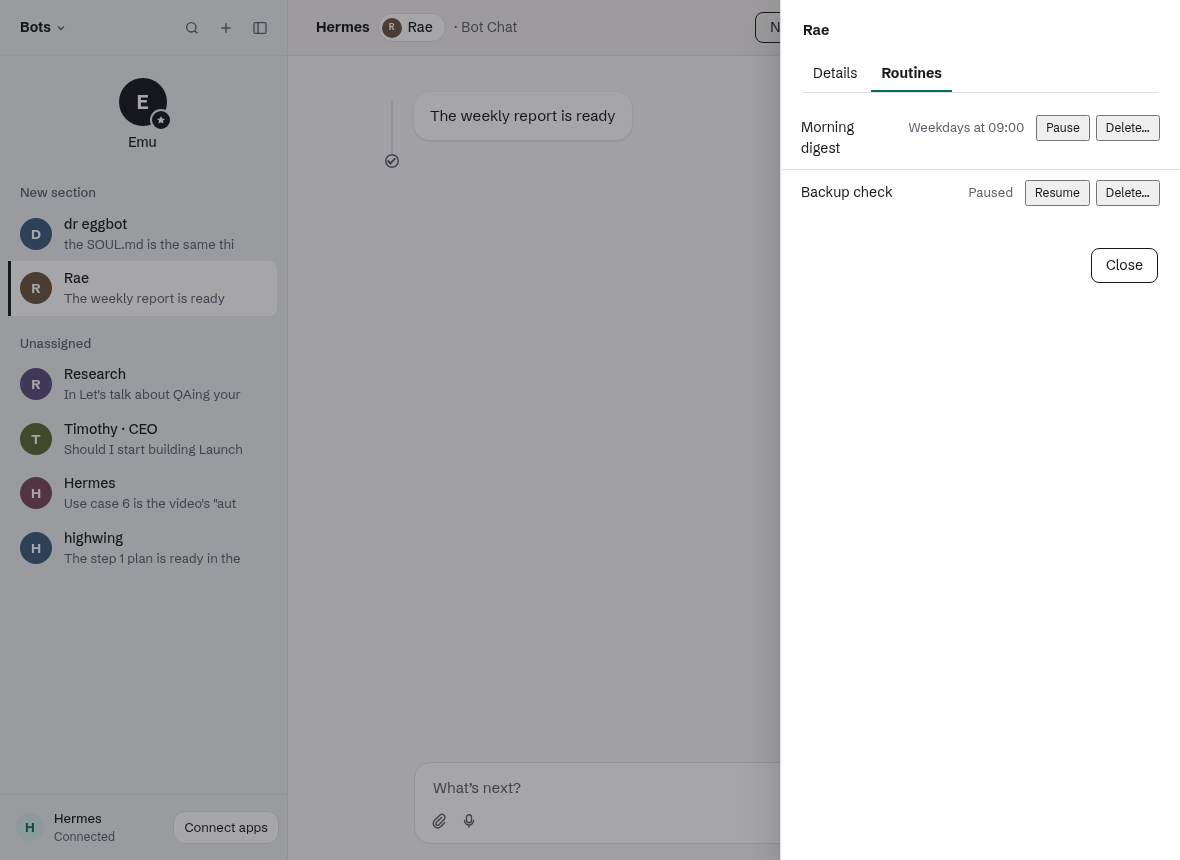 Bots
E
Emu
New section
D
dr eggbot
the SOUL.md is the same thi
R
Rae
The weekly report is ready
Unassigned
R
Research
In Let's talk about QAing your
T
Timothy · CEO
Should I start building Launch
H
Hermes
Use case 6 is the video's "aut
H
highwing
The step 1 plan is ready in the
H
Hermes
Connected
Connect apps
Hermes R Rae · Bot Chat
The weekly report is ready
What's next?
Rae
Details Routines
Morning digest Weekdays at 09:00 Pause Delete…
Backup check Paused Resume Delete…
Close